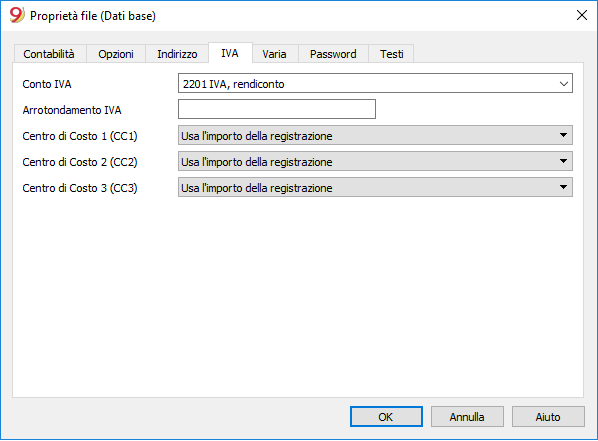 9 Proprietà file (Dati base)
Contabilità Opzioni Indirizzo IVA Varia Password Testi
Conto IVA 2201 IVA, rendiconto
Arrotondamento IVA
Centro di Costo 1 (CC1) Usa l'importo della registrazione
Centro di Costo 2 (CC2) Usa l'importo della registrazione
Centro di Costo 3 (CC3) Usa l'importo della registrazione
OK Annulla Aiuto